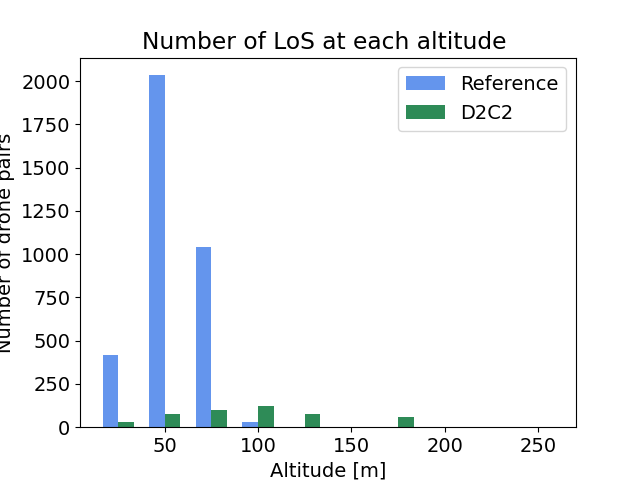 Number of LoS at each altitude
Reference
D2C2
Number of drone pairs
2000
1750
1500
1250
1000
750
500
250
0
50
100
150
200
250
Altitude [m]